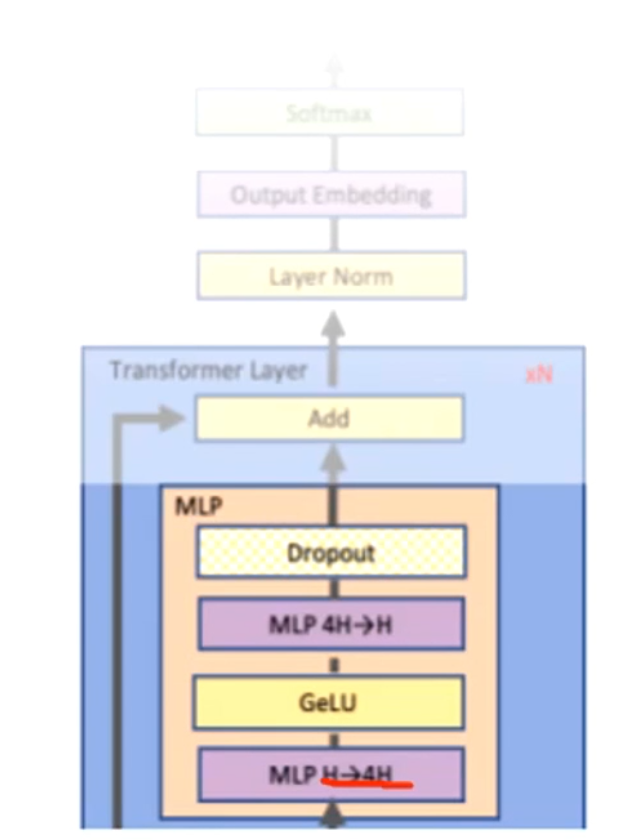 Softmax
Output Embedding
Layer Norm
Transformer Layer
xN
Add
MLP
Dropout
MLP 4H→H
GeLU
MLP H→4H